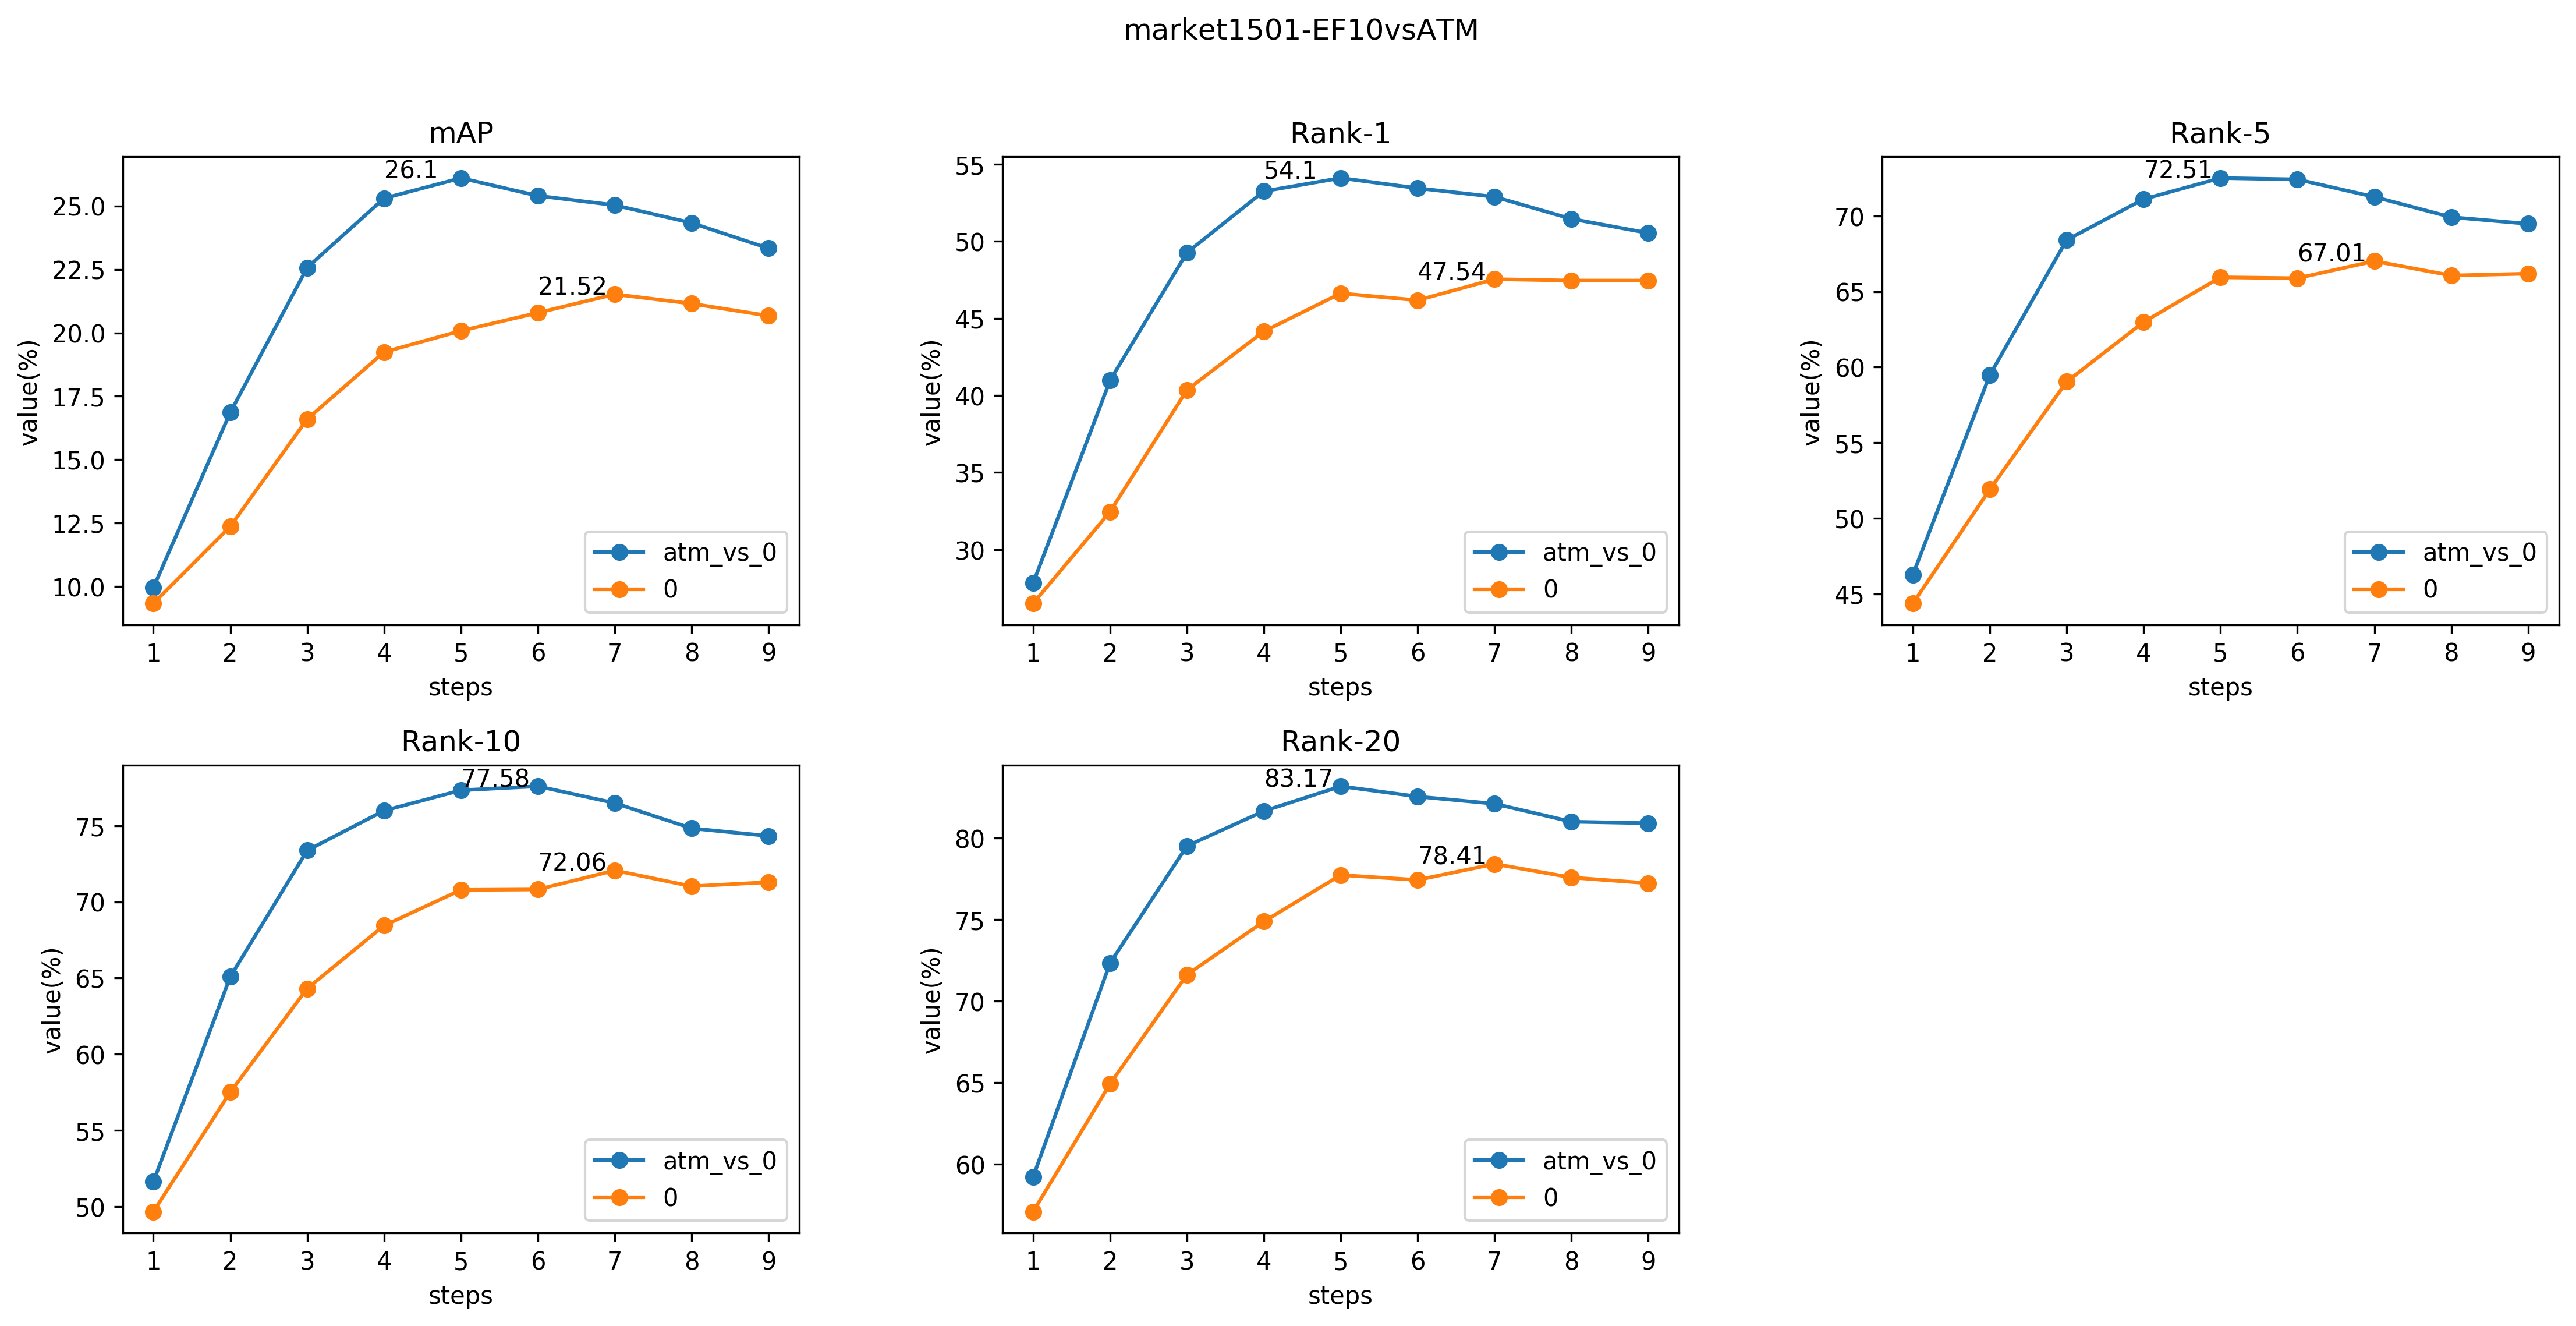 market1501-EF10vsATM
mAP
26.1
21.52
25.0
22.5
20.0
17.5
15.0
12.5
10.0
value(%)
atm_vs_0
0
1 2 3 4 5 6 7 8 9
steps
Rank-1
54.1
47.54
55
50
45
40
35
30
value(%)
atm_vs_0
0
1 2 3 4 5 6 7 8 9
steps
Rank-5
72.51
67.01
70
65
60
55
50
45
value(%)
atm_vs_0
0
1 2 3 4 5 6 7 8 9
steps
Rank-10
77.58
72.06
75
70
65
60
55
50
value(%)
atm_vs_0
0
1 2 3 4 5 6 7 8 9
steps
Rank-20
83.17
78.41
80
75
70
65
60
value(%)
atm_vs_0
0
1 2 3 4 5 6 7 8 9
steps